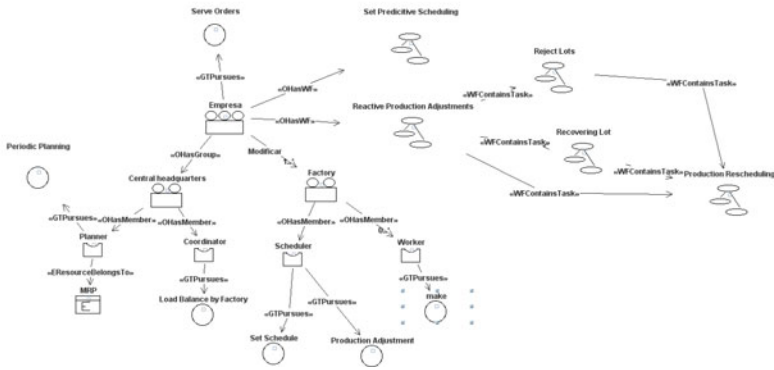 Serve Orders
Set Predicitive Scheduling
Reject Lots
«GTPursues»
«OHasWF»
«WFContainsTask»
«WFContainsTask»
Empresa
Reactive Production Adjustments
«OHasWF»
«WFContainsTask»
Recovering Lot
Periodic Planning
«OHasGroup»
Modificar
«WFContainsTask»
Production Rescheduling
Central headquarters
Factory
«WFContainsTask»
«GTPursues»
«OHasMember»
«OHasMember»
«OHasMember»
«OHasMember»
Planner
Coordinator
Scheduler
Worker
«EResourceBelongsTo»
«GTPursues»
«GTPursues»
MRP
Load Balance by Factory
«GTPursues»
«GTPursues»
make
Set Schedule
Production Adjustment